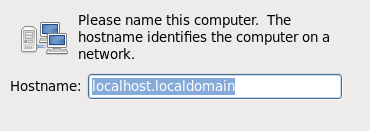 Please name this computer.  The
hostname identifies the computer on a
network.
Hostname: localhost.localdomain